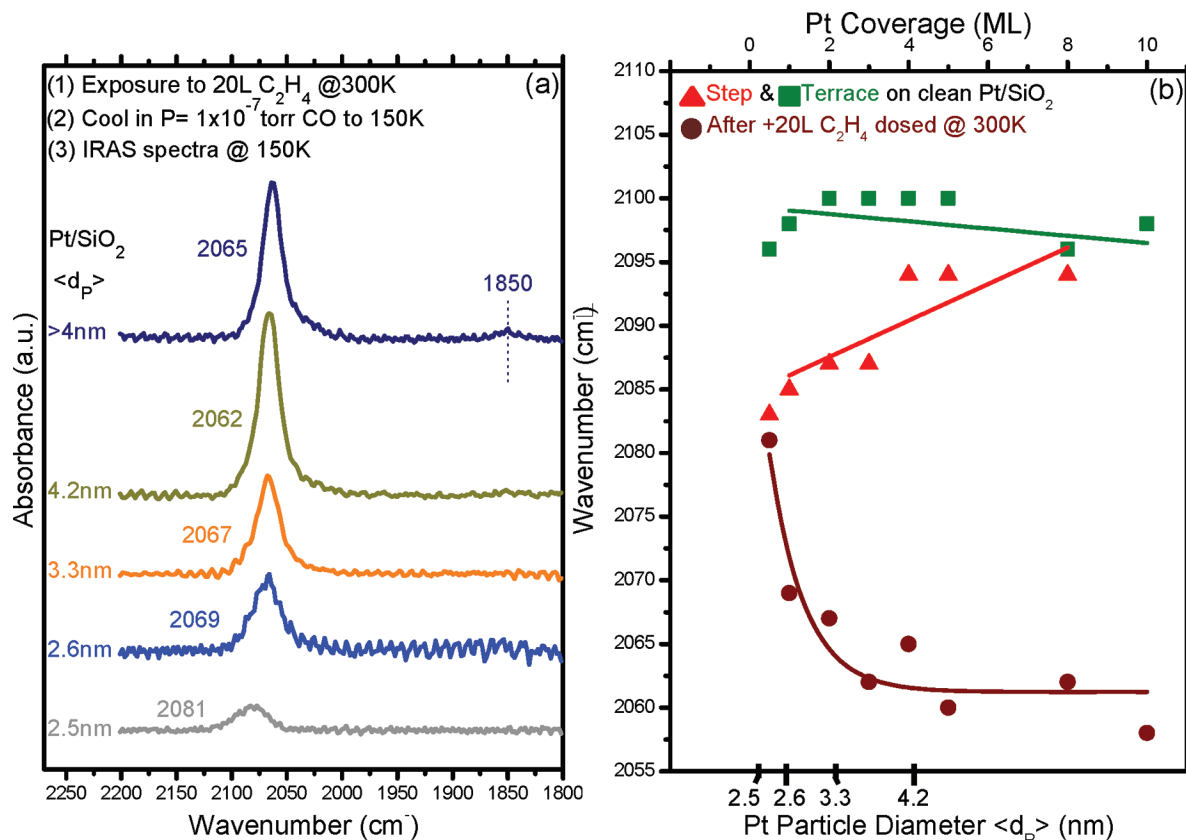 (a)
(1) Exposure to 20L C₂H₄ @300K
(2) Cool in P= 1x10⁻⁷ torr CO to 150K
(3) IRAS spectra @ 150K
Pt/SiO₂
<dₚ>
2065
1850
>4nm
2062
4.2nm
2067
3.3nm
2069
2.6nm
2081
2.5nm
Absorbance (a.u.)
2250 2200 2150 2100 2050 2000 1950 1900 1850 1800
Wavenumber (cm⁻)
Pt Coverage (ML)
0 2 4 6 8 10
(b)
Step & Terrace on clean Pt/SiO₂
After +20L C₂H₄ dosed @ 300K
Wavenumber (cm⁻)
2110
2105
2100
2095
2090
2085
2080
2075
2070
2065
2060
2055
2.5 2.6 3.3 4.2
Pt Particle Diameter <dₚ> (nm)